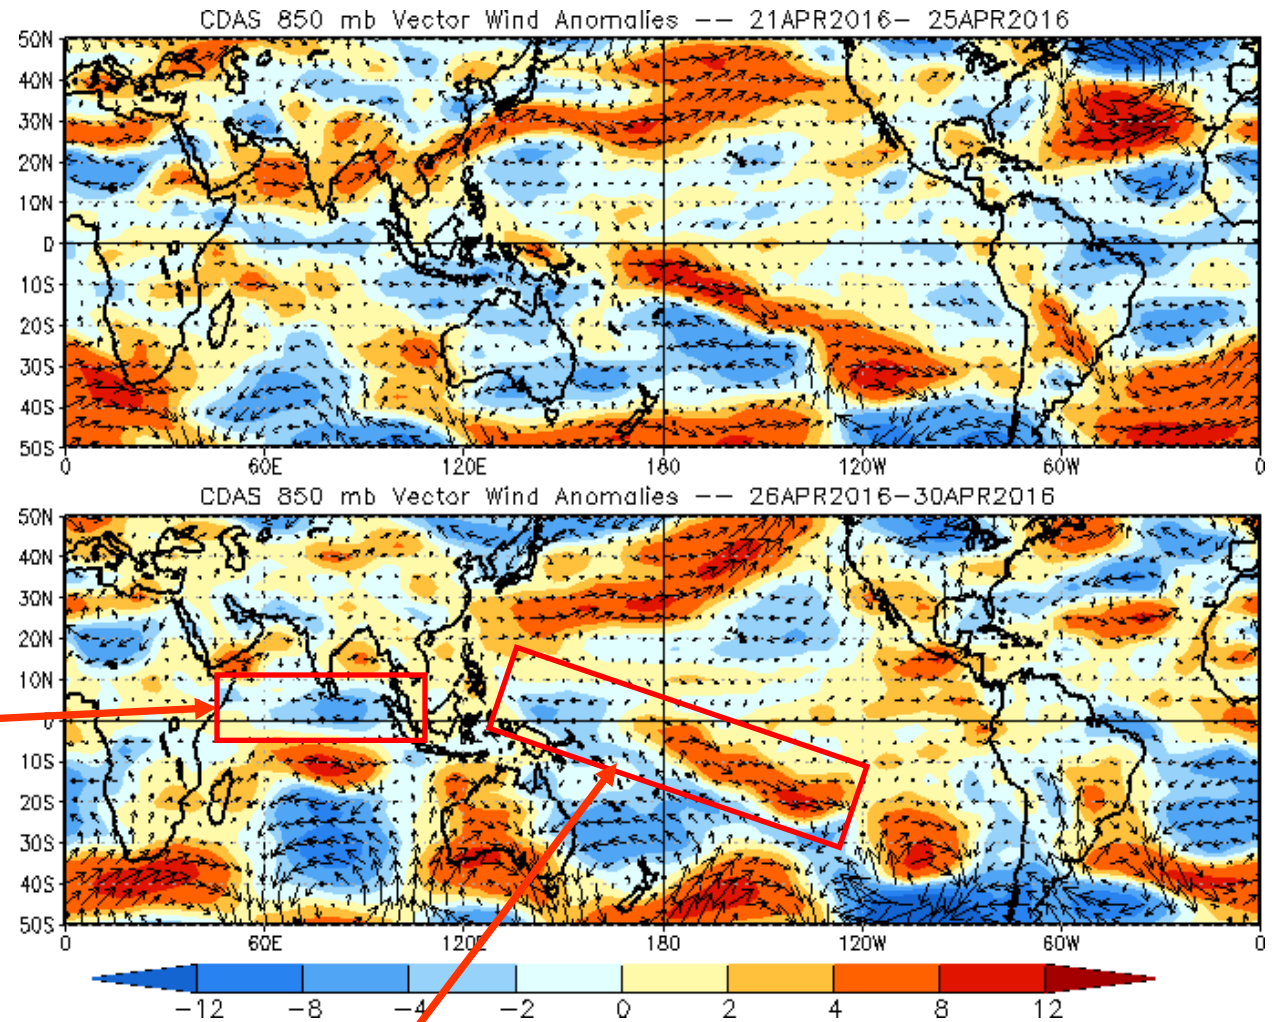 CDAS 850 mb Vector Wind Anomalies -- 21APR2016- 25APR2016
50N
40N
30N
20N
10N
0
10S
20S
30S
40S
50S
0 60E 120E 180 120W 60W 0
CDAS 850 mb Vector Wind Anomalies -- 26APR2016-30APR2016
50N
40N
30N
20N
10N
0
10S
20S
30S
40S
50S
0 60E 120E 180 120W 60W 0
-12 -8 -4 -2 0 2 4 8 12